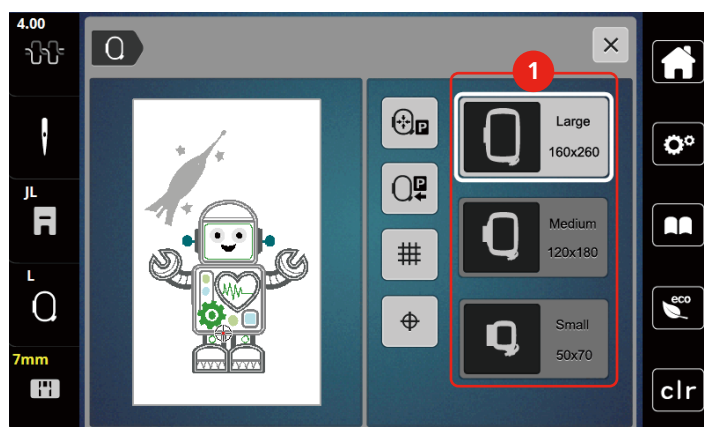 4.00
1
P
Large
160x260
JL
P
Medium
120x180
L
eco
Small
50x70
7mm
clr